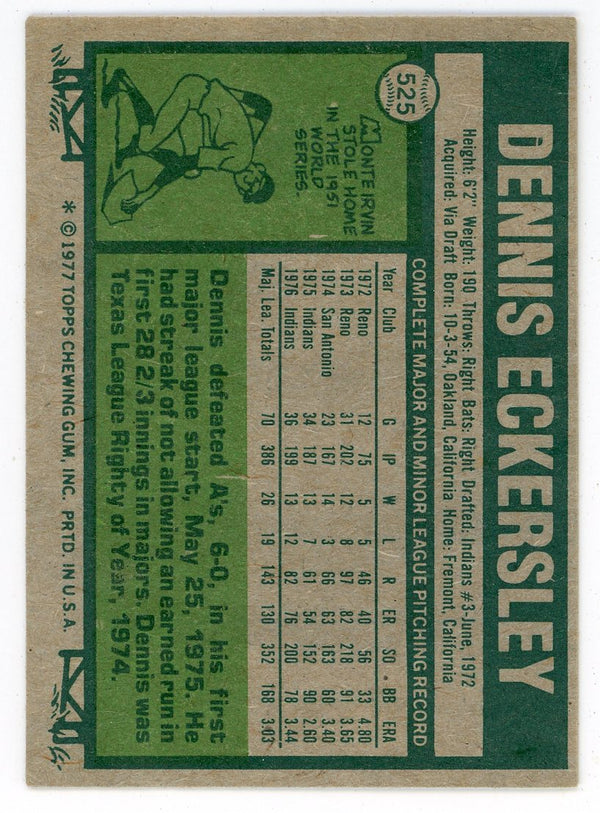 525
DENNIS ECKERSLEY
Height: 6'2" Weight: 190 Throws: Right Bats: Right Drafted: Indians #3-June, 1972
Acquired: Via Draft Born: 10-3-54, Oakland, California Home: Fremont, California
MONTE IRVIN
STOLE HOME
IN THE 1951
WORLD
SERIES.
COMPLETE MAJOR AND MINOR LEAGUE PITCHING RECORD
Year Club G IP W L R ER SO BB ERA
1972 Reno 12 75 5 5 46 40 56 33 4.80
1973 Reno 31 202 12 8 97 82 218 91 3.65
1974 San Antonio 23 167 14 3 66 63 163 60 3.40
1975 Indians 34 187 13 7 61 54 152 90 2.60
1976 Indians 36 199 13 12 82 76 200 78 3.44
Maj. Lea. Totals 70 386 26 19 143 130 352 168 3.03
Dennis defeated A's, 6-0, in his first
major league start, May 25, 1975. He
had streak of not allowing an earned run in
first 28 2/3 innings in majors. Dennis was
Texas League Righty of Year, 1974.
* © 1977 TOPPS CHEWING GUM, INC. PRTD. IN U.S.A.